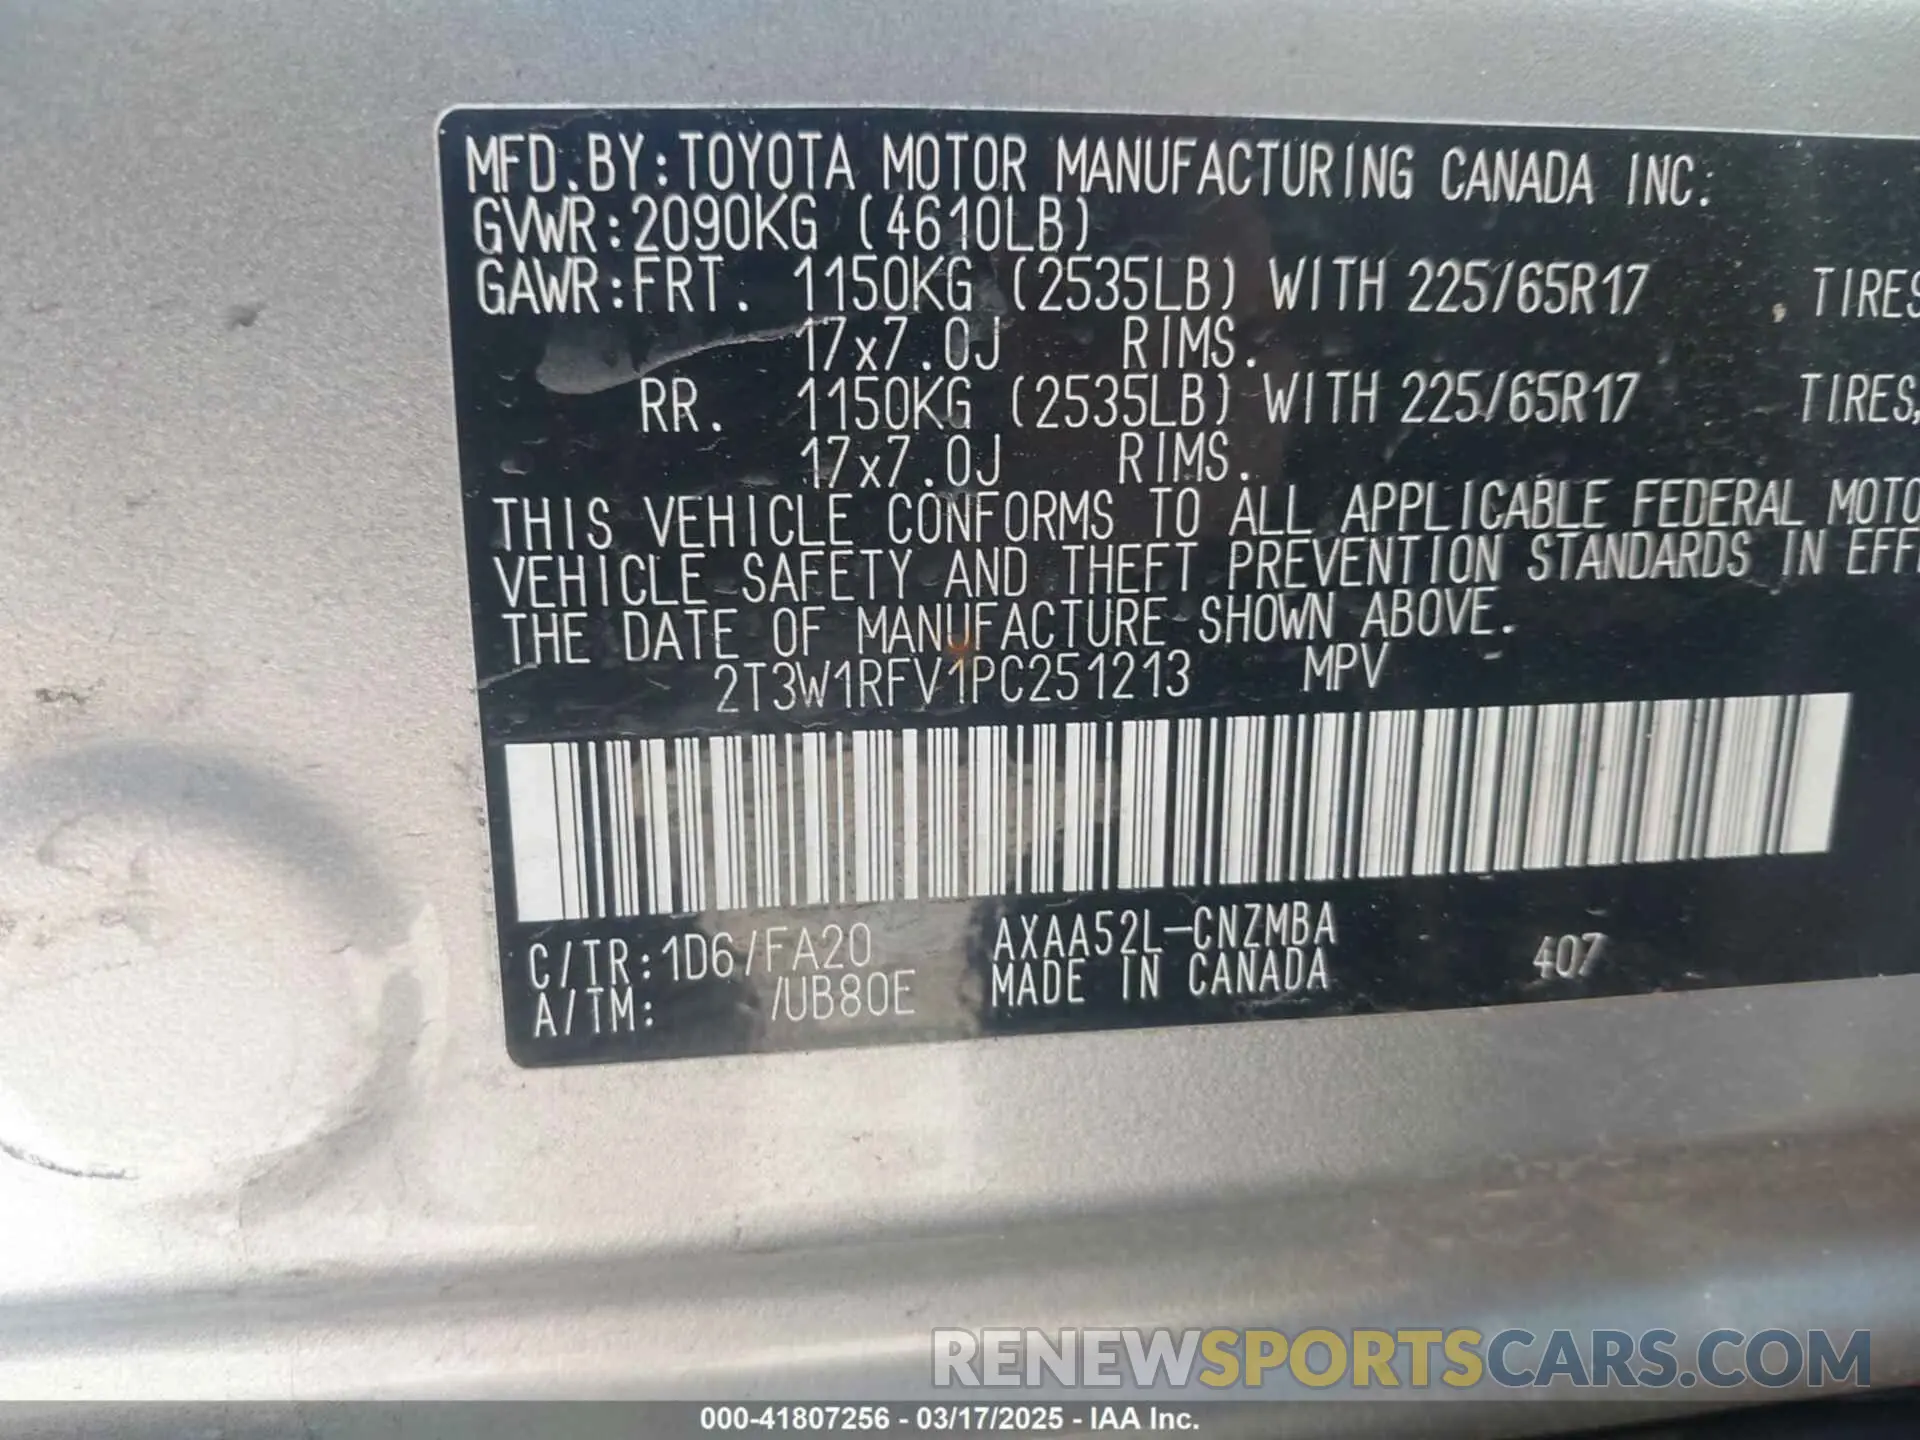 MFD.BY:TOYOTA MOTOR MANUFACTURING CANADA INC.
GVWR:2090KG (4610LB)
GAWR:FRT. 1150KG (2535LB) WITH 225/65R17 TIRES
17x7.0J RIMS.
RR. 1150KG (2535LB) WITH 225/65R17 TIRES,
17x7.0J RIMS.
THIS VEHICLE CONFORMS TO ALL APPLICABLE FEDERAL MOTO
VEHICLE SAFETY AND THEFT PREVENTION STANDARDS IN EFFE
THE DATE OF MANUFACTURE SHOWN ABOVE.
2T3W1RFV1PC251213 MPV
C/TR:1D6/FA20 AXAA52L-CNZMBA 407
A/TM: /UB80E MADE IN CANADA
RENEWSPORTSCARS.COM
000-41807256 - 03/17/2025 - IAA Inc.